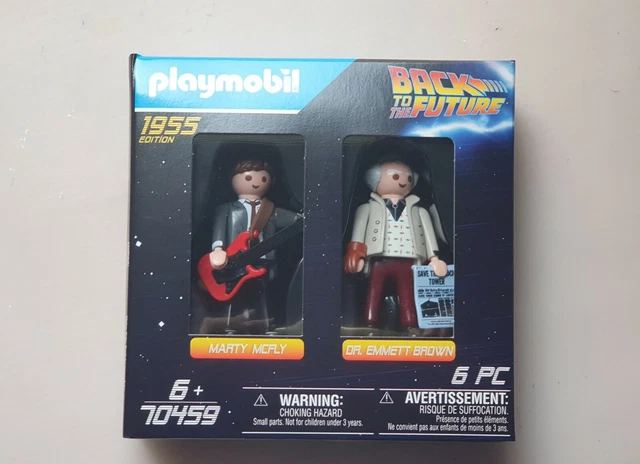 playmobil
BACK
TO THE FUTURE
1955
EDITION
SAVE THE CLOCK
TOWER
MARTY MCFLY
DR. EMMETT BROWN
6 PC
6+
70459
WARNING:
CHOKING HAZARD
Small parts. Not for children under 3 years.
AVERTISSEMENT:
RISQUE DE SUFFOCATION.
Présence de petits éléments.
Ne convient pas aux enfants de moins de 3 ans.